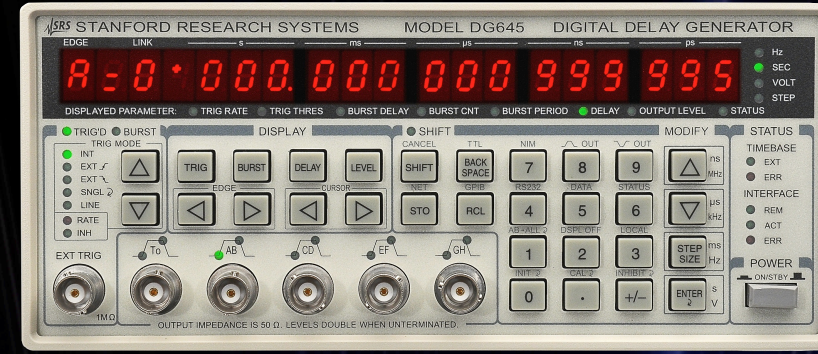 SRS STANFORD RESEARCH SYSTEMS MODEL DG645 DIGITAL DELAY GENERATOR
EDGE LINK s ms µs ns ps
A = 0 + 000. 000 000 999 995
Hz
SEC
VOLT
STEP
DISPLAYED PARAMETER: TRIG RATE TRIG THRES BURST DELAY BURST CNT BURST PERIOD DELAY OUTPUT LEVEL STATUS
TRIG'D BURST
TRIG MODE
INT
EXT
EXT
SNGL
LINE
RATE
INH
DISPLAY
TRIG BURST DELAY LEVEL
EDGE CURSOR
SHIFT MODIFY
CANCEL TTL NIM OUT OUT
SHIFT BACK SPACE 7 8 9 ns MHz
NET GPIB RS232 DATA STATUS
STO RCL 4 5 6 µs kHz
AB→ALL DSPL OFF LOCAL
1 2 3 STEP SIZE ms Hz
INIT CAL INHIBIT
0 . +/− ENTER s V
STATUS
TIMEBASE
EXT
ERR
INTERFACE
REM
ACT
ERR
POWER
ON/STBY
EXT TRIG To AB CD EF GH
1MΩ
OUTPUT IMPEDANCE IS 50 Ω. LEVELS DOUBLE WHEN UNTERMINATED.